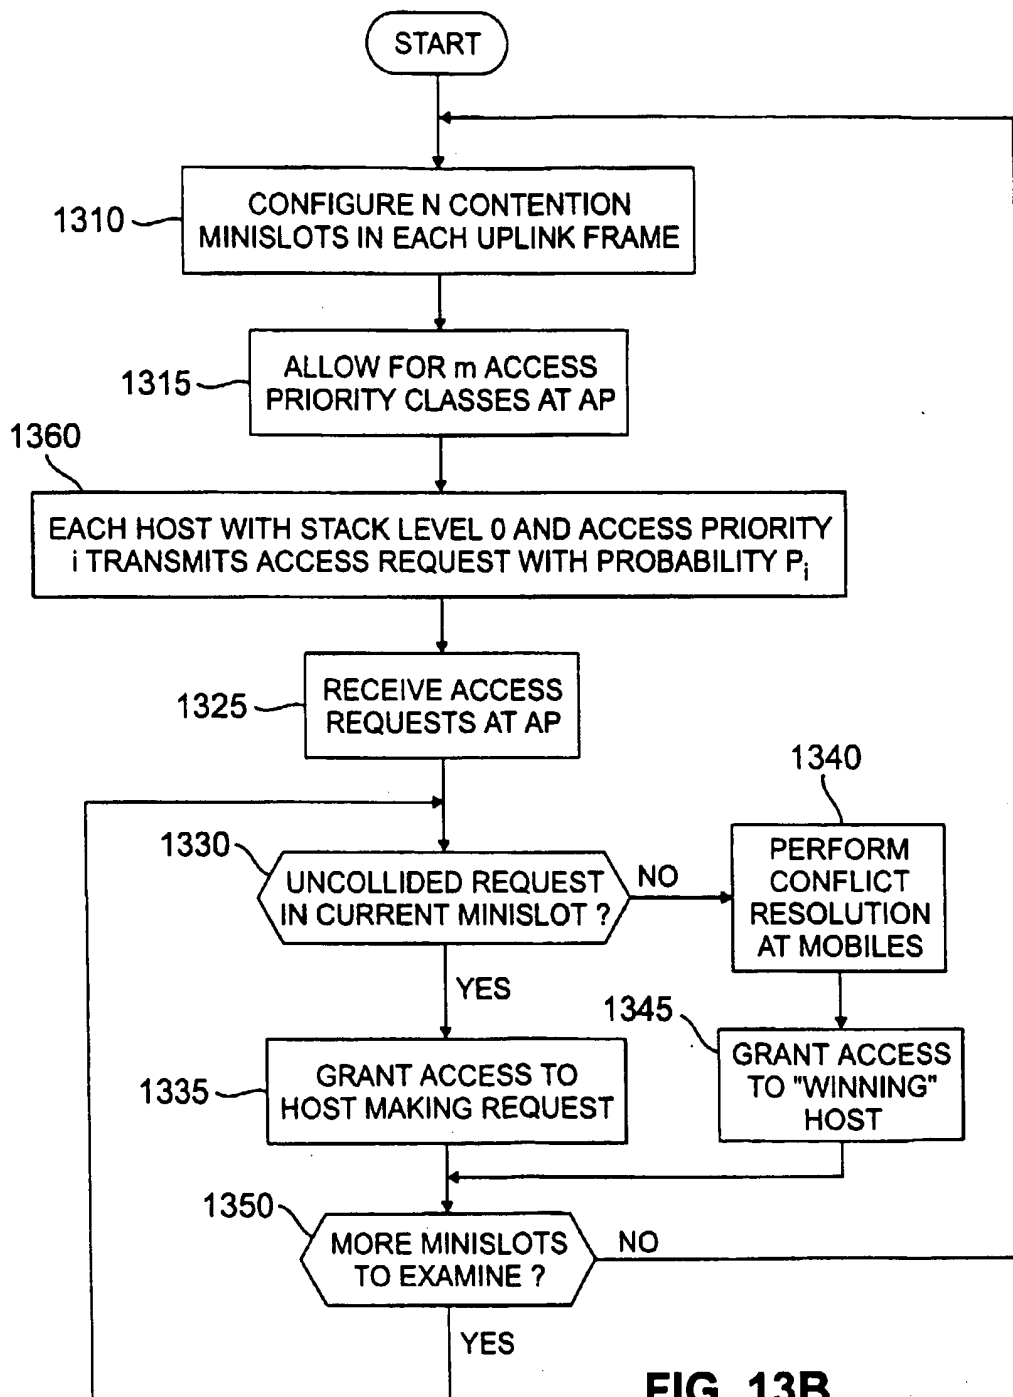 START
1310
CONFIGURE N CONTENTION
MINISLOTS IN EACH UPLINK FRAME
1315
ALLOW FOR m ACCESS
PRIORITY CLASSES AT AP
1360
EACH HOST WITH STACK LEVEL 0 AND ACCESS PRIORITY
i TRANSMITS ACCESS REQUEST WITH PROBABILITY Pi
1325
RECEIVE ACCESS
REQUESTS AT AP
1330
UNCOLLIDED REQUEST
IN CURRENT MINISLOT ?
NO
1340
PERFORM
CONFLICT
RESOLUTION
AT MOBILES
YES
1345
GRANT ACCESS
TO "WINNING"
HOST
1335
GRANT ACCESS TO
HOST MAKING REQUEST
1350
MORE MINISLOTS
TO EXAMINE ?
NO
YES
FIG. 13B